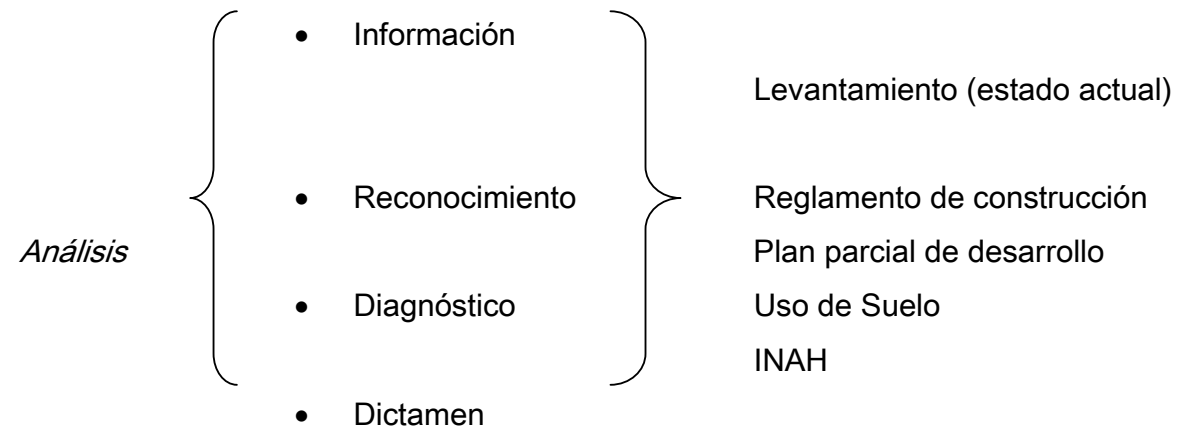 • Información
Levantamiento (estado actual)
• Reconocimiento Reglamento de construcción
Análisis Plan parcial de desarrollo
• Diagnóstico Uso de Suelo
INAH
• Dictamen